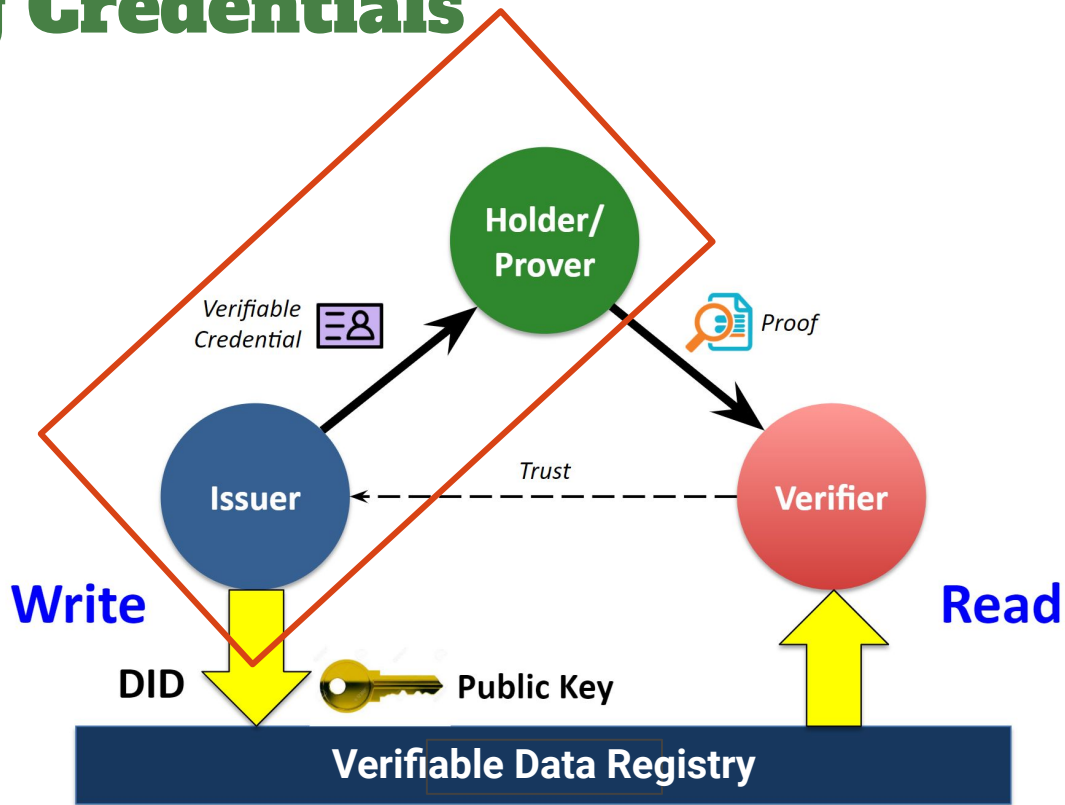 g Credentials
Holder/
Prover
Verifiable
Credential
Proof
Issuer
Trust
Verifier
Write
Read
DID
Public Key
Verifiable Data Registry